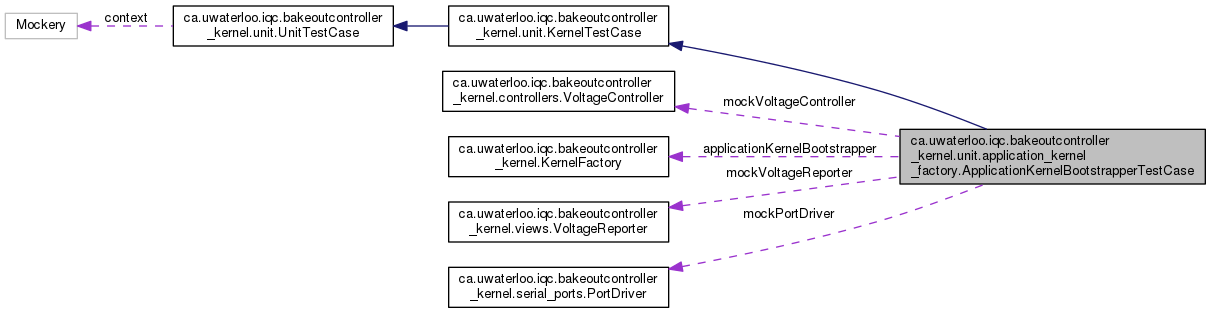 Mockery
context
ca.uwaterloo.iqc.bakeoutcontroller
_kernel.unit.UnitTestCase
ca.uwaterloo.iqc.bakeoutcontroller
_kernel.unit.KernelTestCase
ca.uwaterloo.iqc.bakeoutcontroller
_kernel.controllers.VoltageController
mockVoltageController
ca.uwaterloo.iqc.bakeoutcontroller
_kernel.KernelFactory
applicationKernelBootstrapper
ca.uwaterloo.iqc.bakeoutcontroller
_kernel.unit.application_kernel
_factory.ApplicationKernelBootstrapperTestCase
mockVoltageReporter
ca.uwaterloo.iqc.bakeoutcontroller
_kernel.views.VoltageReporter
mockPortDriver
ca.uwaterloo.iqc.bakeoutcontroller
_kernel.serial_ports.PortDriver